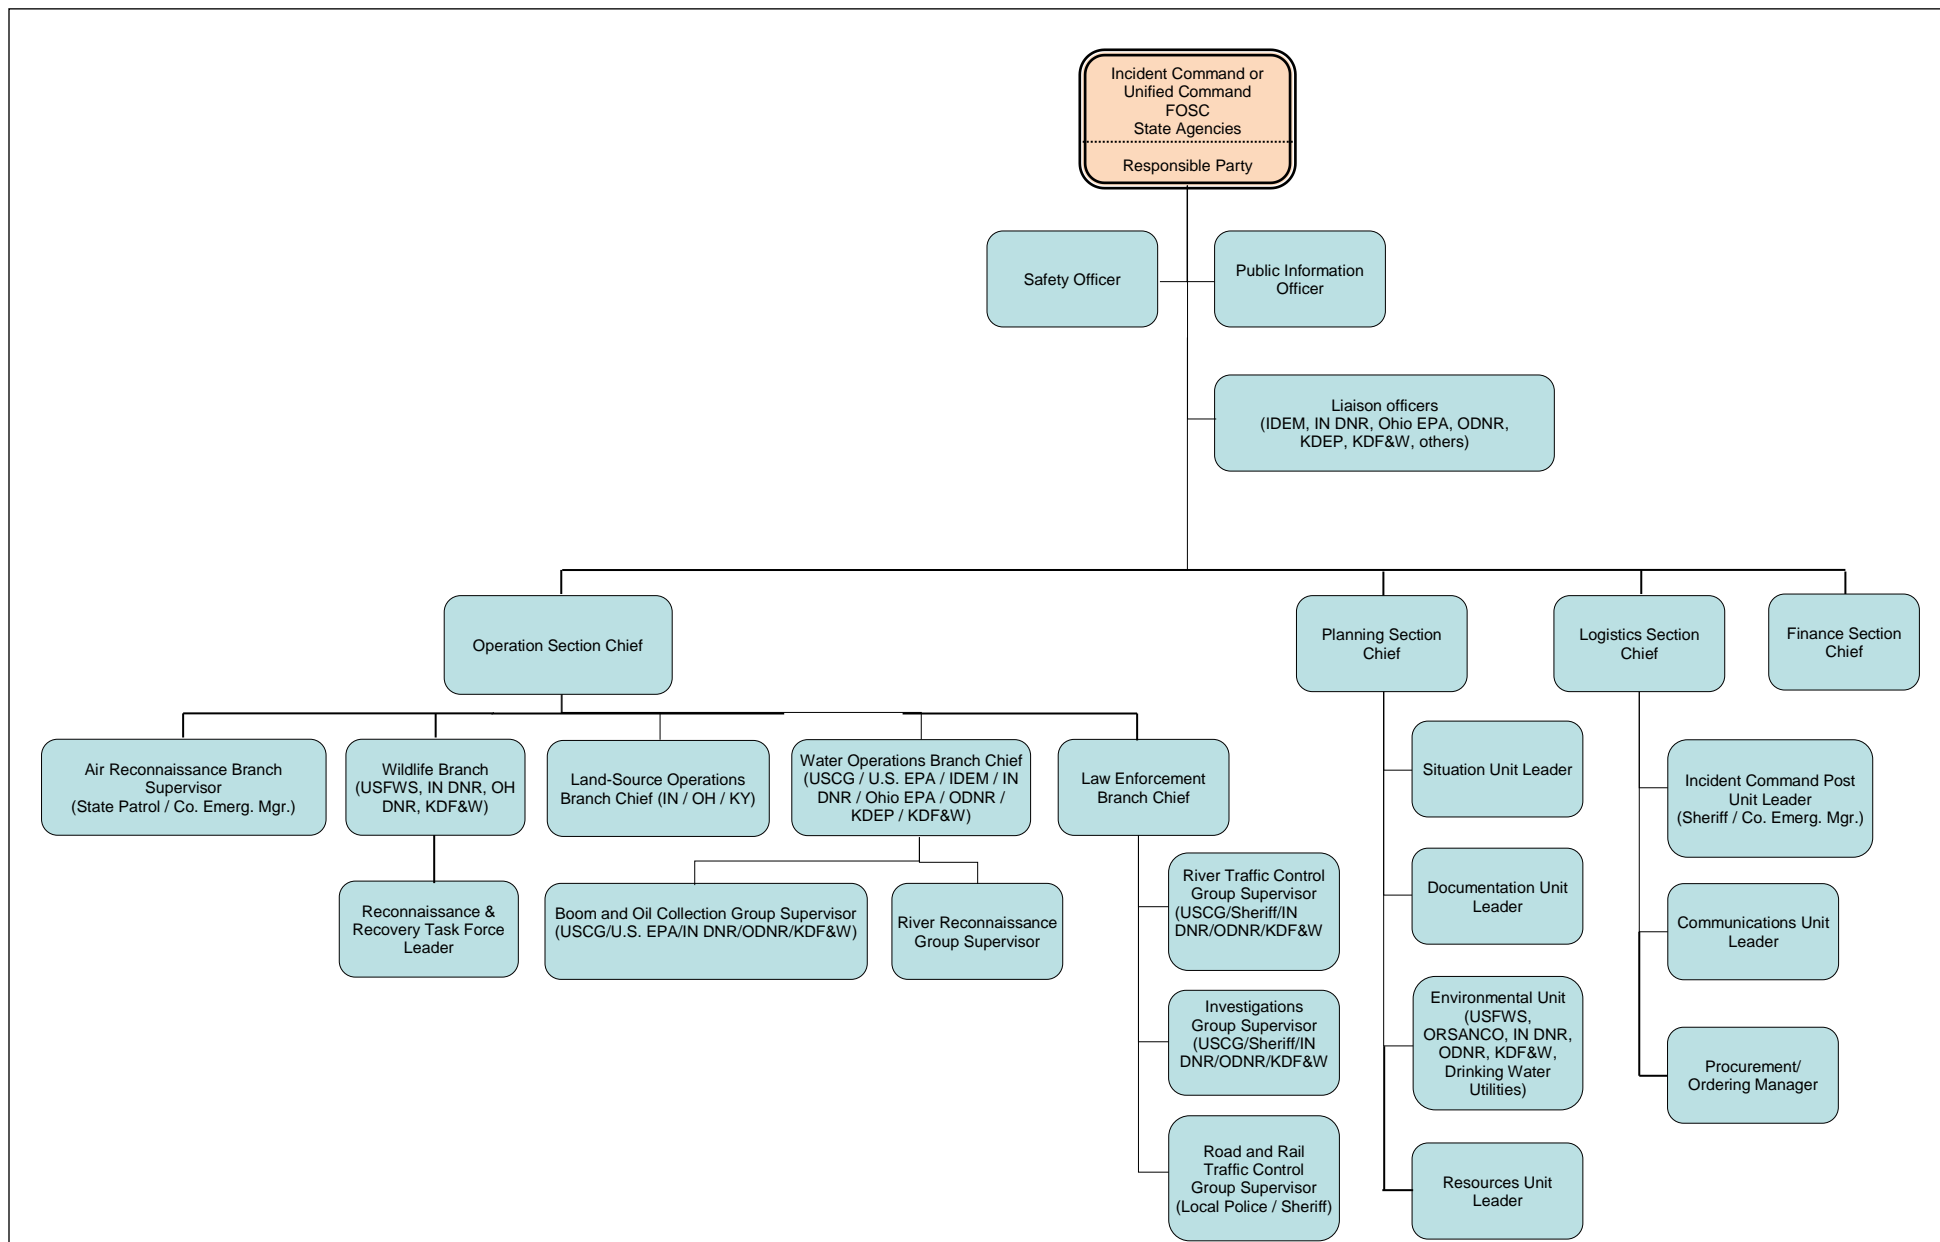 Incident Command or
Unified Command
FOSC
State Agencies
Responsible Party
Safety Officer
Public Information
Officer
Liaison officers
(IDEM, IN DNR, Ohio EPA, ODNR,
KDEP, KDF&W, others)
Operation Section Chief
Planning Section
Chief
Logistics Section
Chief
Finance Section
Chief
Air Reconnaissance Branch
Supervisor
(State Patrol / Co. Emerg. Mgr.)
Wildlife Branch
(USFWS, IN DNR, OH
DNR, KDF&W)
Land-Source Operations
Branch Chief (IN / OH / KY)
Water Operations Branch Chief
(USCG / U.S. EPA / IDEM / IN
DNR / Ohio EPA / ODNR /
KDEP / KDF&W)
Law Enforcement
Branch Chief
Situation Unit Leader
Incident Command Post
Unit Leader
(Sheriff / Co. Emerg. Mgr.)
Reconnaissance &
Recovery Task Force
Leader
Boom and Oil Collection Group Supervisor
(USCG/U.S. EPA/IN DNR/ODNR/KDF&W)
River Reconnaissance
Group Supervisor
River Traffic Control
Group Supervisor
(USCG/Sheriff/IN
DNR/ODNR/KDF&W
Documentation Unit
Leader
Communications Unit
Leader
Investigations
Group Supervisor
(USCG/Sheriff/IN
DNR/ODNR/KDF&W
Environmental Unit
(USFWS,
ORSANCO, IN DNR,
ODNR, KDF&W,
Drinking Water
Utilities)
Procurement/
Ordering Manager
Road and Rail
Traffic Control
Group Supervisor
(Local Police / Sheriff)
Resources Unit
Leader